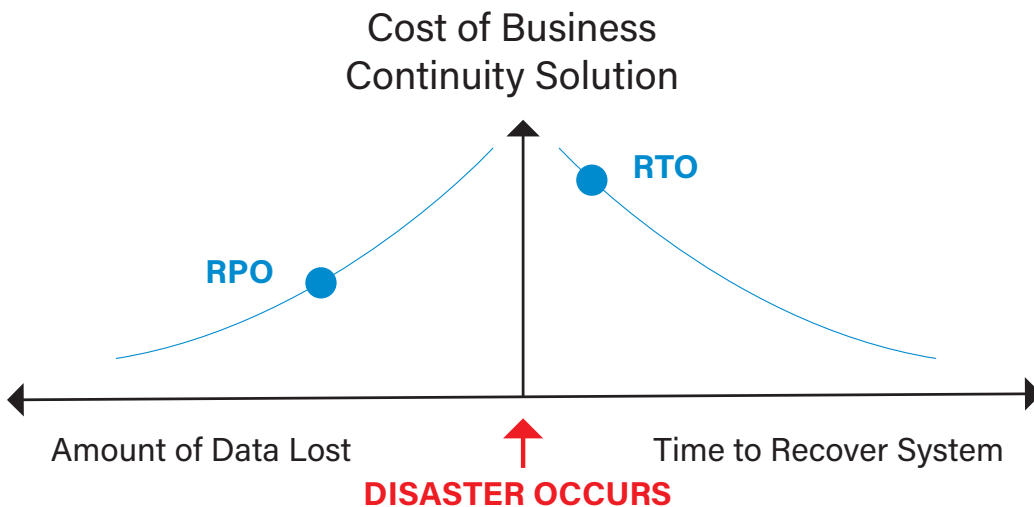 Cost of Business
Continuity Solution
RTO
RPO
Amount of Data Lost
Time to Recover System
DISASTER OCCURS